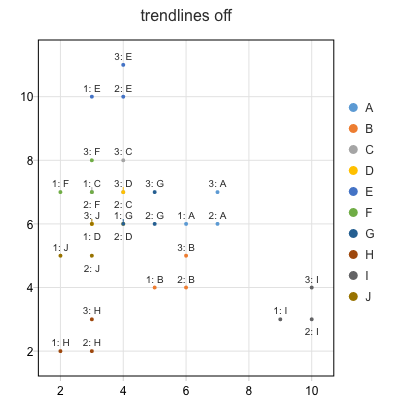 trendlines off
3: E
1: E 2: E
10
3: F 3: C
8
1: F 1: C 3: D 3: G 3: A
2: F 2: C
3: J 1: G 2: G 1: A 2: A
6
1: D 2: D
1: J 3: B
2: J
1: B 2: B 3: I
4
3: H 1: I
2: I
1: H 2: H
2
2 4 6 8 10
A
B
C
D
E
F
G
H
I
J